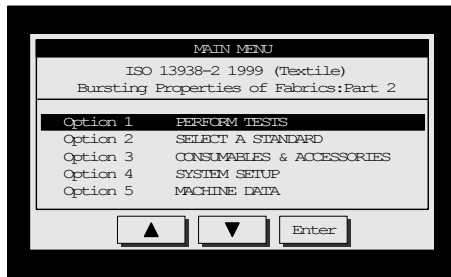 MAIN MENU
ISO 13938-2 1999 (Textile)
Bursting Properties of Fabrics:Part 2
Option 1 PERFORM TESTS
Option 2 SELECT A STANDARD
Option 3 CONSUMABLES & ACCESSORIES
Option 4 SYSTEM SETUP
Option 5 MACHINE DATA
Enter